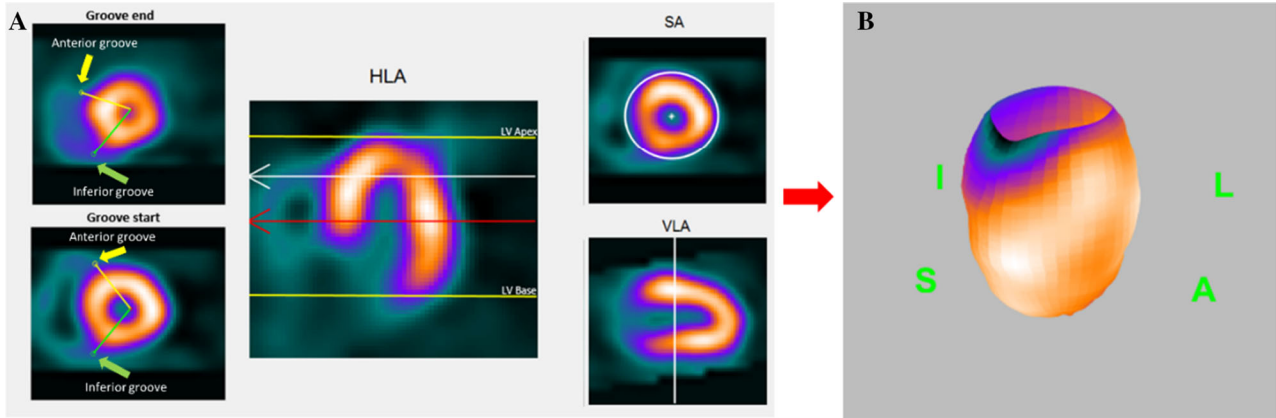 A
Groove end
Anterior groove
Inferior groove
Groove start
Anterior groove
Inferior groove
HLA
LV Apex
LV Base
SA
VLA
B
I
L
S
A